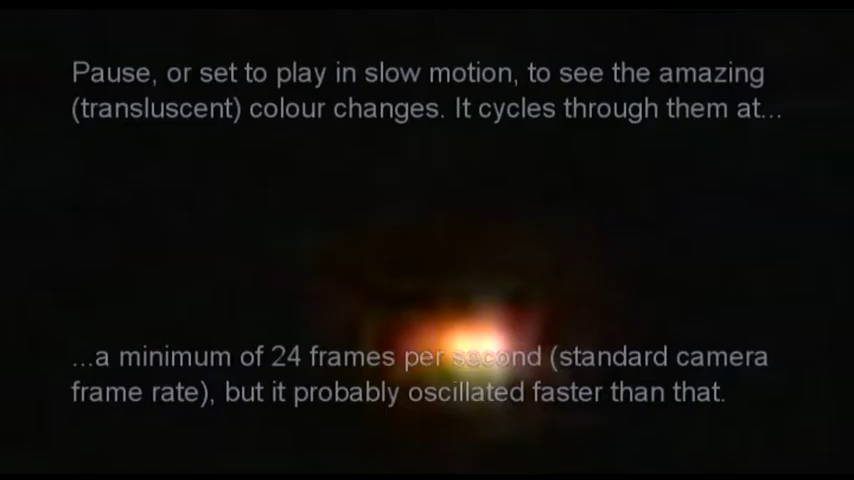 Pause, or set to play in slow motion, to see the amazing
(transluscent) colour changes. It cycles through them at...
...a minimum of 24 frames per second (standard camera
frame rate), but it probably oscillated faster than that.